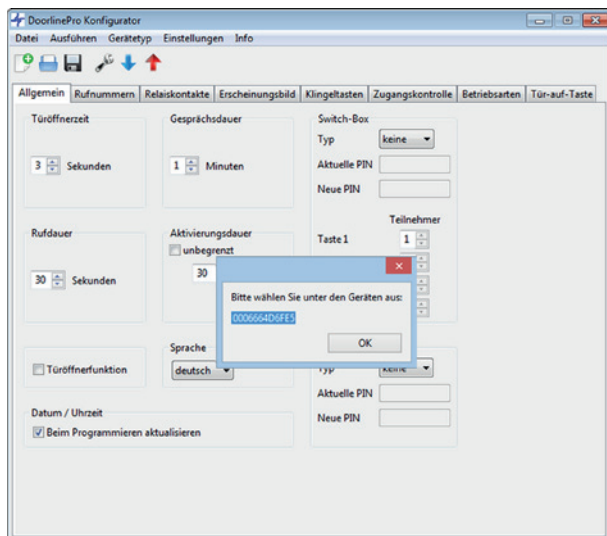 DoorlinePro Konfigurator
Datei Ausführen Gerätetyp Einstellungen Info
Allgemein Rufnummern Relaiskontakte Erscheinungsbild Klingeltasten Zugangskontrolle Betriebsarten Tür-auf-Taste
Türöffnerzeit
3 Sekunden
Gesprächsdauer
1 Minuten
Switch-Box
Typ keine
Aktuelle PIN
Neue PIN
Teilnehmer
Taste 1 1
Rufdauer
30 Sekunden
Aktivierungsdauer
unbegrenzt
30
Bitte wählen Sie unter den Geräten aus:
0006664D6FE5
OK
Türöffnerfunktion
Sprache
deutsch
Typ keine
Aktuelle PIN
Neue PIN
Datum / Uhrzeit
Beim Programmieren aktualisieren